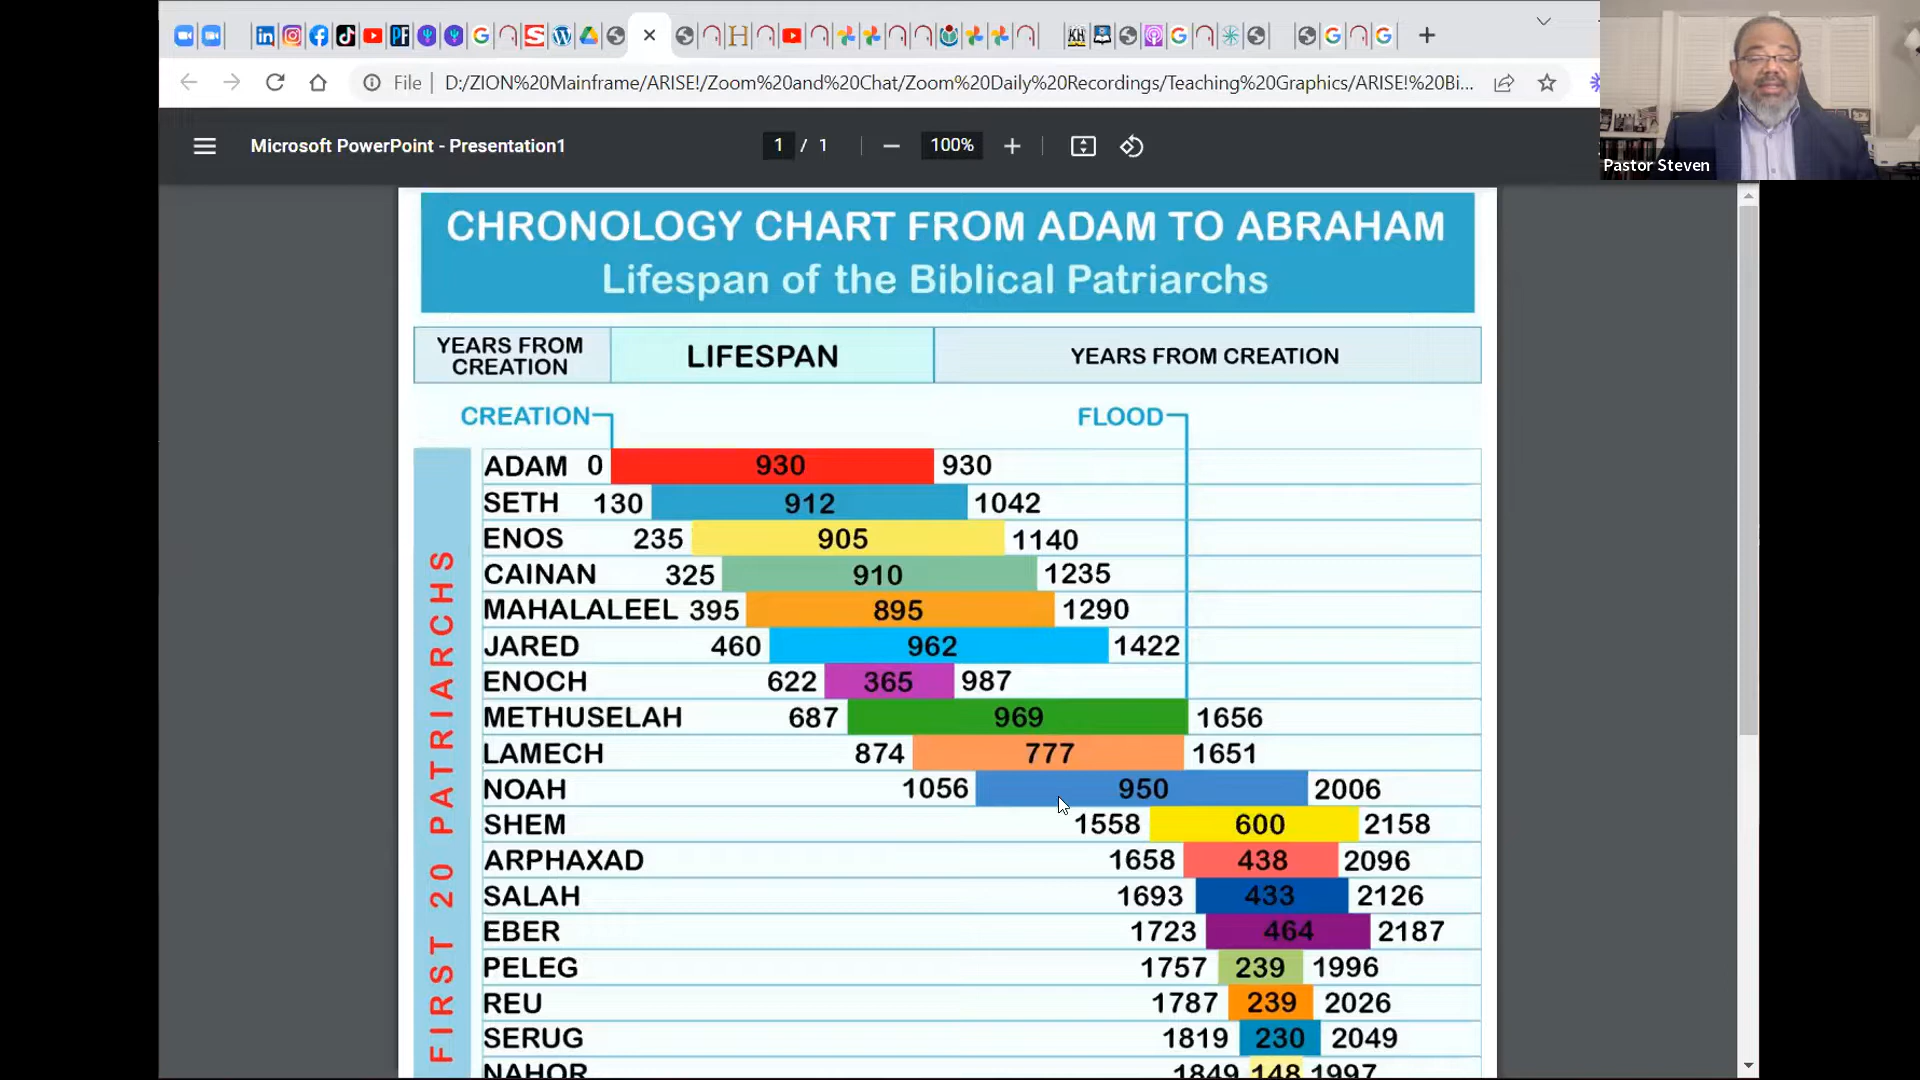 File
D:/ZION%20Mainframe/ARISE!/Zoom%20and%20Chat/Zoom%20Daily%20Recordings/Teaching%20Graphics/ARISE!%20Bi...
Pastor Steven
Microsoft PowerPoint - Presentation1
1 / 1
100%
CHRONOLOGY CHART FROM ADAM TO ABRAHAM
Lifespan of the Biblical Patriarchs
YEARS FROM
CREATION
LIFESPAN
YEARS FROM CREATION
CREATION
FLOOD
FIRST 20 PATRIARCHS
ADAM 0 930 930
SETH 130 912 1042
ENOS 235 905 1140
CAINAN 325 910 1235
MAHALALEEL 395 895 1290
JARED 460 962 1422
ENOCH 622 365 987
METHUSELAH 687 969 1656
LAMECH 874 777 1651
NOAH 1056 950 2006
SHEM 1558 600 2158
ARPHAXAD 1658 438 2096
SALAH 1693 433 2126
EBER 1723 464 2187
PELEG 1757 239 1996
REU 1787 239 2026
SERUG 1819 230 2049
NAHOR 1849 148 1997